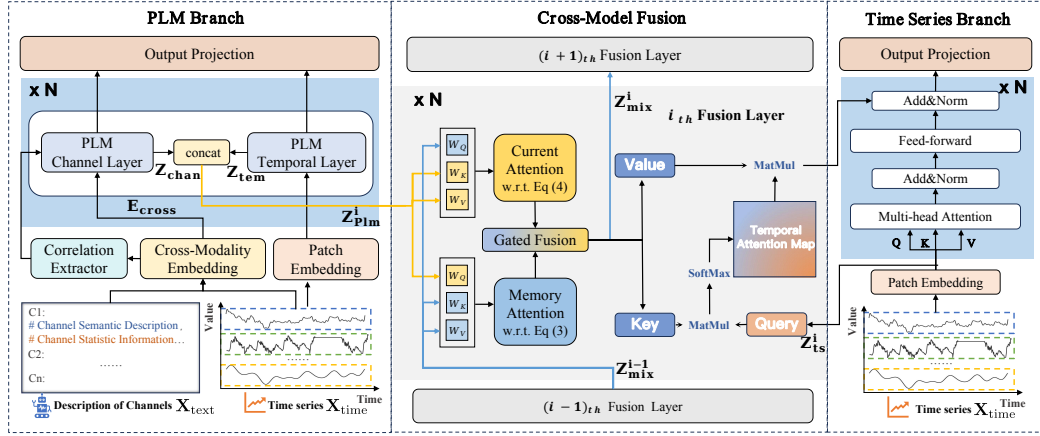 PLM Branch
Output Projection
x N
PLM
Channel Layer
concat
PLM
Temporal Layer
Z_chan
Z_tem
E_cross
Z^i_Plm
Correlation
Extractor
Cross-Modality
Embedding
Patch
Embedding
C1:
# Channel Semantic Description,
# Channel Statistic Information…
C2:
......
Cn:
Value
......
Time
Description of Channels X_text
Time series X_time
Cross-Model Fusion
(i + 1)_th Fusion Layer
x N
Z^i_mix
i_th Fusion Layer
W_Q
W_K
W_V
Current
Attention
w.r.t. Eq (4)
Gated Fusion
W_Q
W_K
W_V
Memory
Attention
w.r.t. Eq (3)
Value
MatMul
Temporal
Attention Map
SoftMax
Key
MatMul
Query
Z^i_ts
Z^{i-1}_mix
(i − 1)_th Fusion Layer
Time Series Branch
Output Projection
x N
Add&Norm
Feed-forward
Add&Norm
Multi-head Attention
Q K V
Patch Embedding
Value
......
Time
Time series X_time